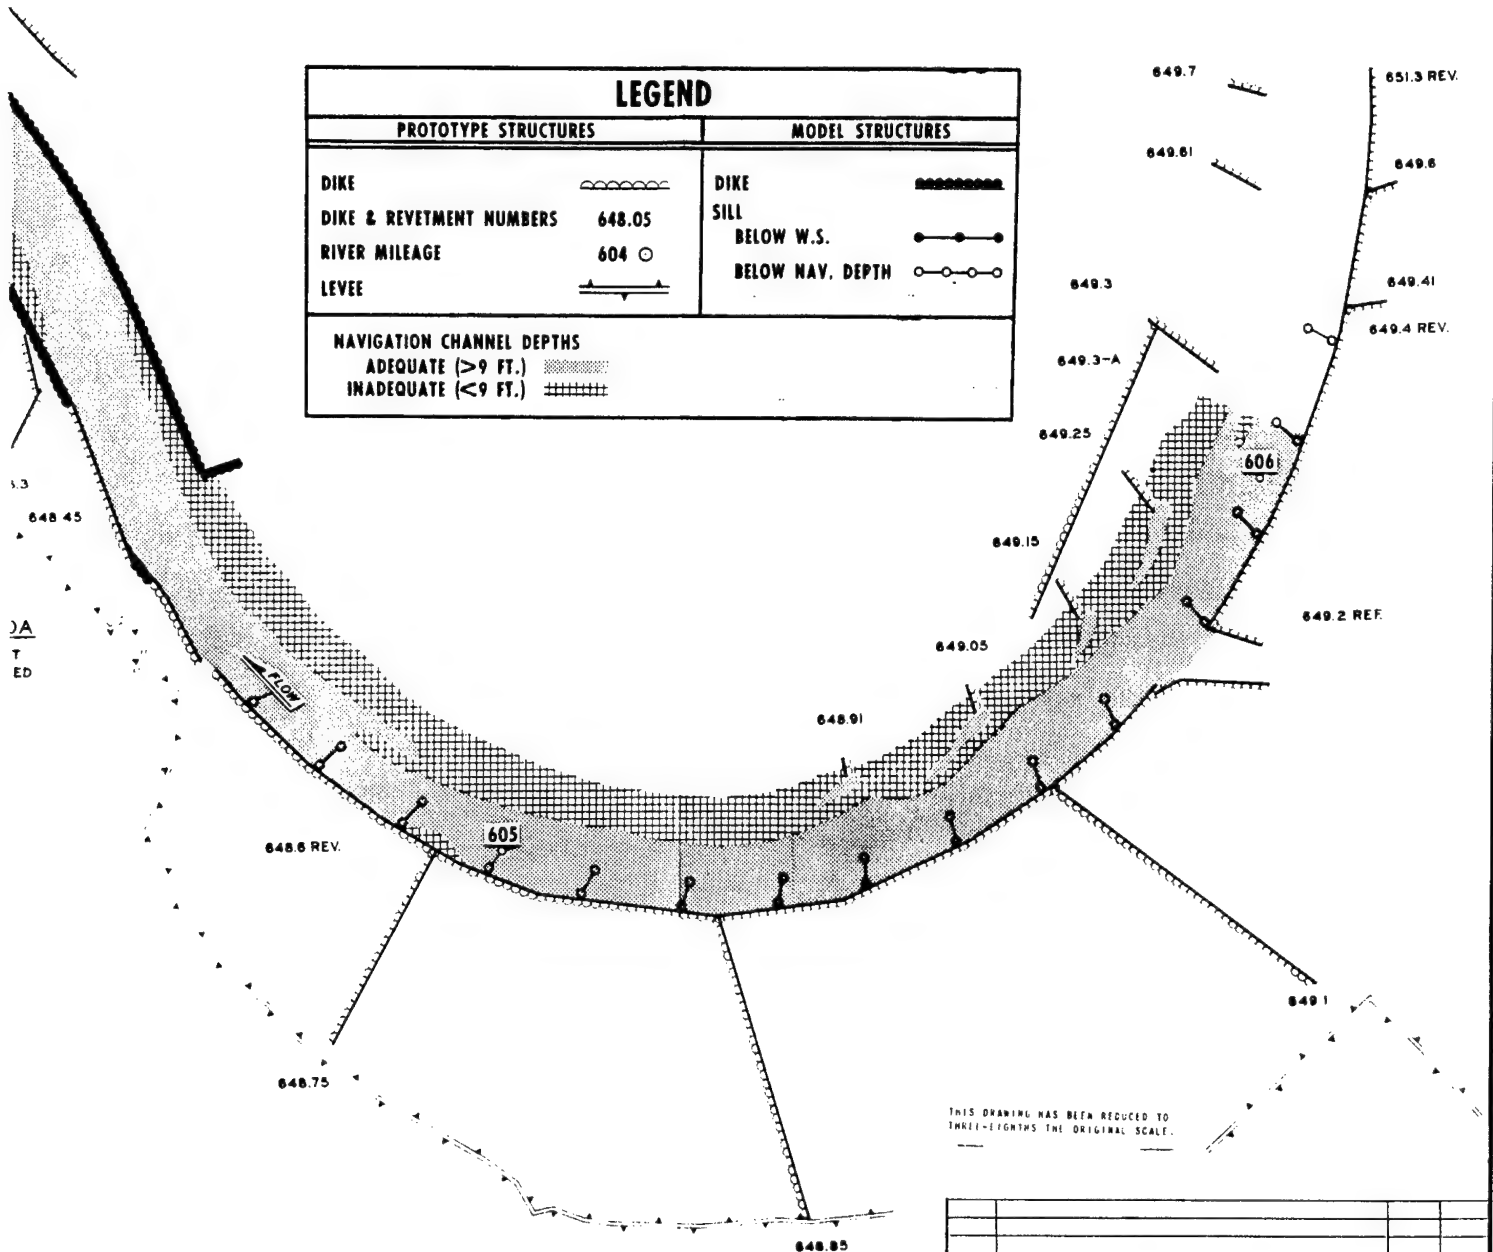 LEGEND
PROTOTYPE STRUCTURES
MODEL STRUCTURES
DIKE
DIKE & REVETMENT NUMBERS 648.05
RIVER MILEAGE 604
LEVEE
DIKE
SILL
BELOW W.S.
BELOW NAV. DEPTH
NAVIGATION CHANNEL DEPTHS
ADEQUATE (>9 FT.)
INADEQUATE (<9 FT.)
649.7
651.3 REV.
649.61
649.6
649.3
649.41
649.4 REV.
649.3-A
649.25
606
649.15
648.45
649.2 REF.
ED
649.05
FLOW
648.91
605
648.6 REV.
649.1
648.75
THIS DRAWING HAS BEEN REDUCED TO
THREE-EIGHTHS THE ORIGINAL SCALE.
648.85